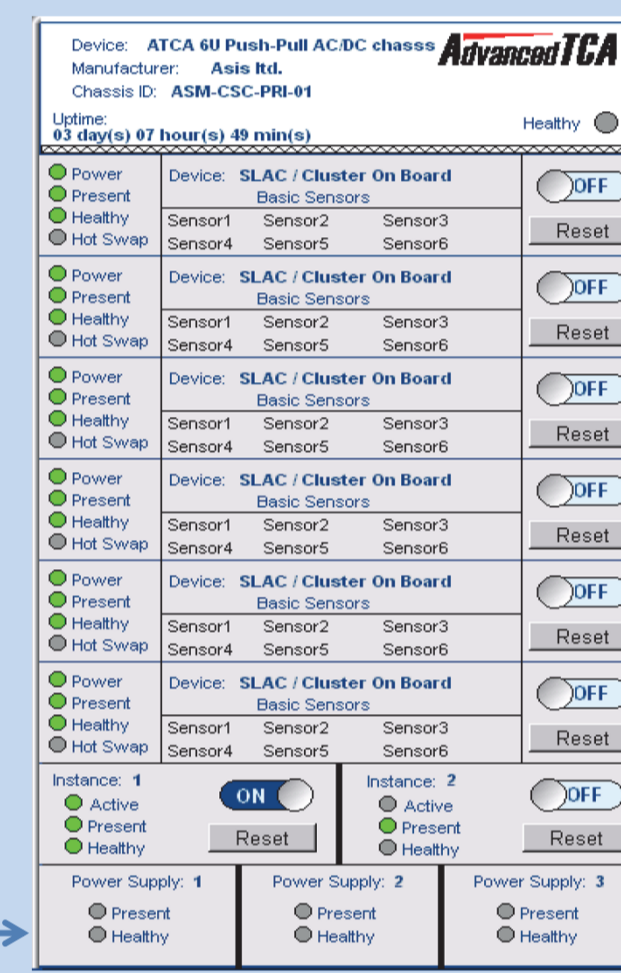 Device: ATCA 6U Push-Pull AC/DC chasss
AdvancedTCA
Manufacturer: Asis ltd.
Chassis ID: ASM-CSC-PRI-01
Uptime:
03 day(s) 07 hour(s) 49 min(s)
Healthy
Power Device: SLAC / Cluster On Board OFF
Present Basic Sensors
Healthy Sensor1 Sensor2 Sensor3 Reset
Hot Swap Sensor4 Sensor5 Sensor6
Power Device: SLAC / Cluster On Board OFF
Present Basic Sensors
Healthy Sensor1 Sensor2 Sensor3 Reset
Hot Swap Sensor4 Sensor5 Sensor6
Power Device: SLAC / Cluster On Board OFF
Present Basic Sensors
Healthy Sensor1 Sensor2 Sensor3 Reset
Hot Swap Sensor4 Sensor5 Sensor6
Power Device: SLAC / Cluster On Board OFF
Present Basic Sensors
Healthy Sensor1 Sensor2 Sensor3 Reset
Hot Swap Sensor4 Sensor5 Sensor6
Power Device: SLAC / Cluster On Board OFF
Present Basic Sensors
Healthy Sensor1 Sensor2 Sensor3 Reset
Hot Swap Sensor4 Sensor5 Sensor6
Power Device: SLAC / Cluster On Board OFF
Present Basic Sensors
Healthy Sensor1 Sensor2 Sensor3 Reset
Hot Swap Sensor4 Sensor5 Sensor6
Instance: 1 ON Instance: 2 OFF
Active Active
Present Reset Present Reset
Healthy Healthy
Power Supply: 1 Power Supply: 2 Power Supply: 3
Present Present Present
Healthy Healthy Healthy